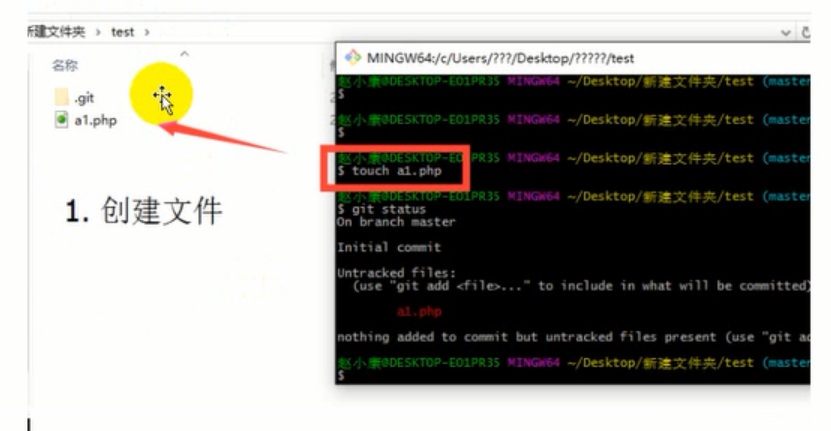 新建文件夹 › test ›
名称
.git
a1.php
1. 创建文件
MINGW64:/c/Users/???/Desktop/?????/test
赵小康@DESKTOP-EO1PR35 MINGW64 ~/Desktop/新建文件夹/test (master
$
赵小康@DESKTOP-EO1PR35 MINGW64 ~/Desktop/新建文件夹/test (master
$
赵小康@DESKTOP-EO1PR35 MINGW64 ~/Desktop/新建文件夹/test (master
$ touch a1.php
赵小康@DESKTOP-EO1PR35 MINGW64 ~/Desktop/新建文件夹/test (master
$ git status
On branch master
Initial commit
Untracked files:
(use "git add <file>..." to include in what will be committed)
a1.php
nothing added to commit but untracked files present (use "git ad
赵小康@DESKTOP-EO1PR35 MINGW64 ~/Desktop/新建文件夹/test (master
$